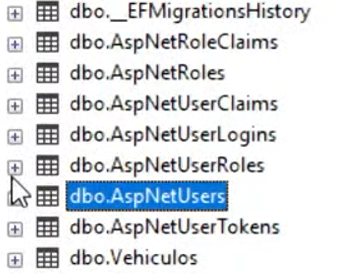 dbo.__EFMigrationsHistory
dbo.AspNetRoleClaims
dbo.AspNetRoles
dbo.AspNetUserClaims
dbo.AspNetUserLogins
dbo.AspNetUserRoles
dbo.AspNetUsers
dbo.AspNetUserTokens
dbo.Vehiculos